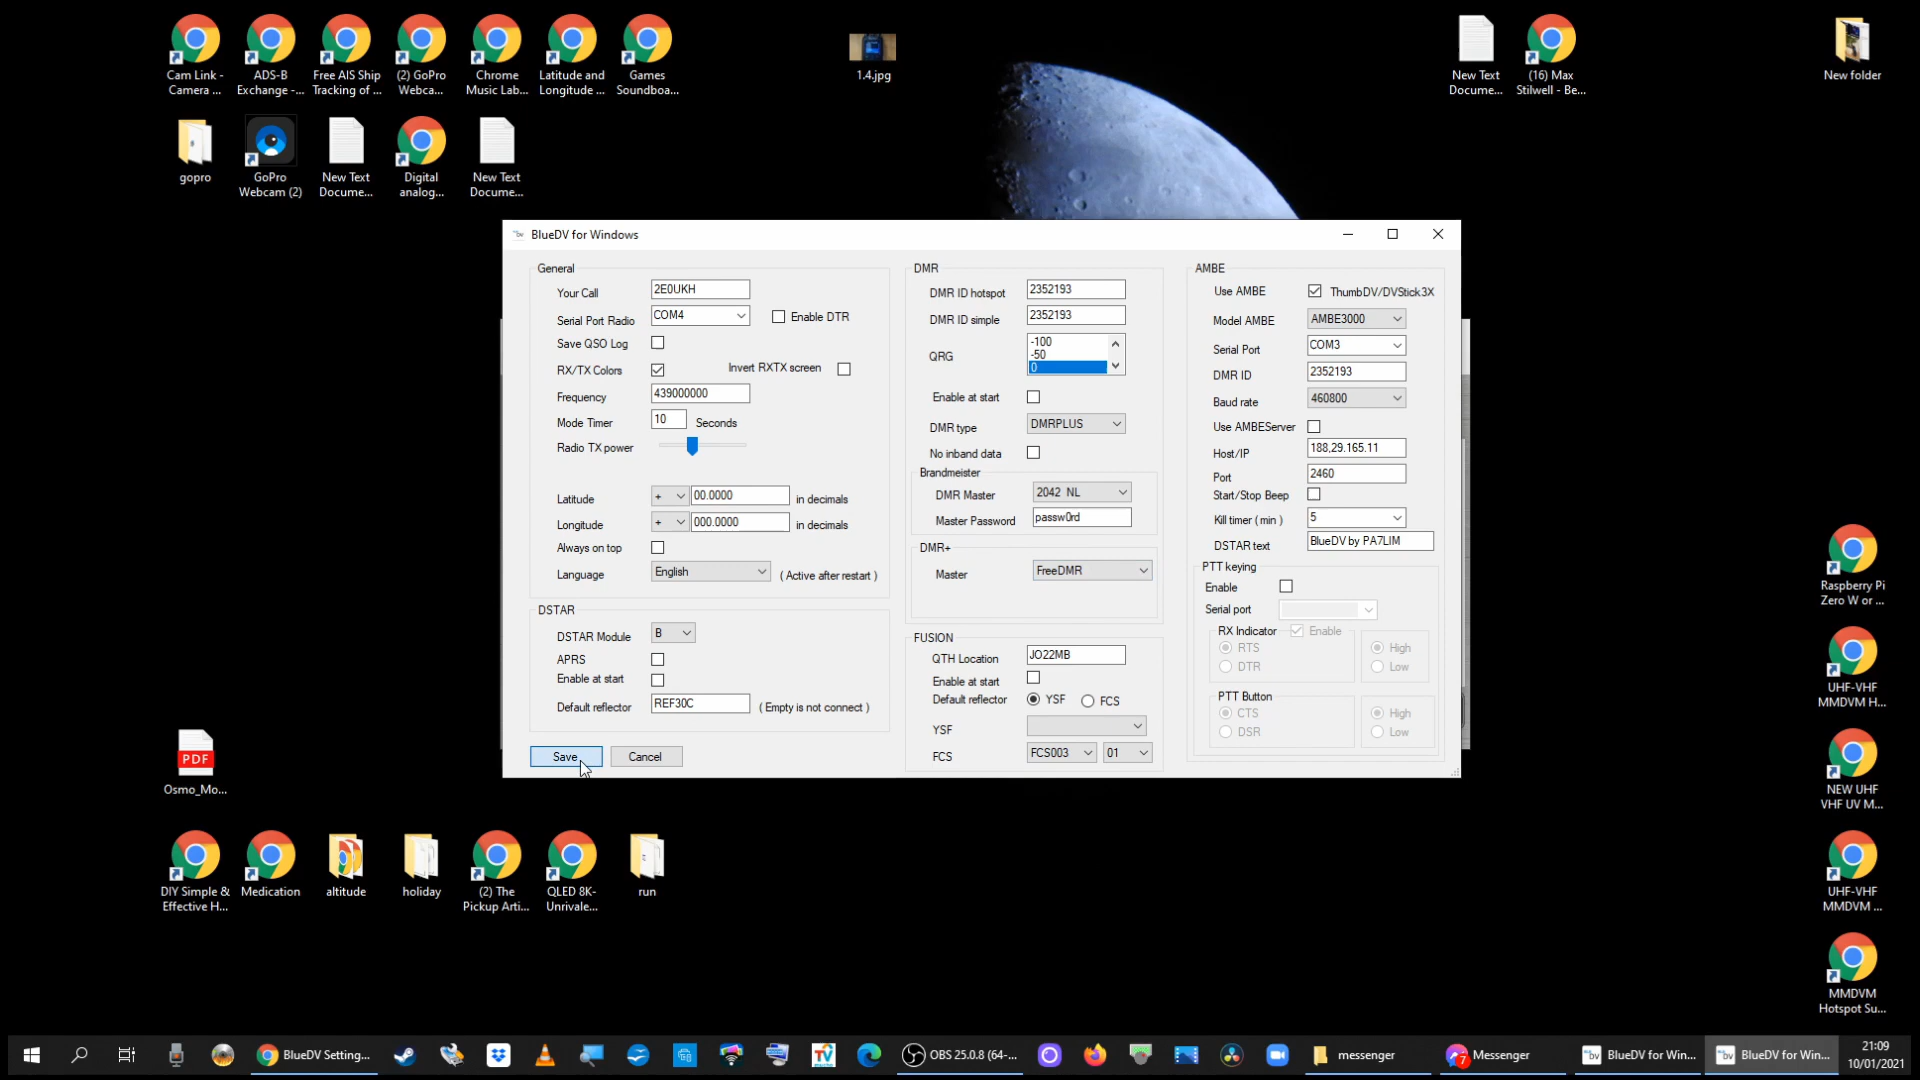 Cam Link -
Camera ...
ADS-B
Exchange -...
Free AIS Ship
Tracking of ...
(2) GoPro
Webca...
Chrome
Music Lab...
Latitude and
Longitude ...
Games
Soundboa...
1.4.jpg
New Text
Docume...
(16) Max
Stilwell - Be...
New folder
gopro
GoPro
Webcam (2)
New Text
Docume...
Digital
analog...
New Text
Docume...
BlueDV for Windows
General
Your Call
2E0UKH
Serial Port Radio
COM4
Enable DTR
Save QSO Log
RX/TX Colors
Invert RXTX screen
Frequency
439000000
Mode Timer
10
Seconds
Radio TX power
Latitude
+
00.0000
in decimals
Longitude
+
000.0000
in decimals
Always on top
Language
English
( Active after restart )
DSTAR
DSTAR Module
B
APRS
Enable at start
Default reflector
REF30C
( Empty is not connect )
Save
Cancel
DMR
DMR ID hotspot
2352193
DMR ID simple
2352193
QRG
-100
-50
0
Enable at start
DMR type
DMRPLUS
No inband data
Brandmeister
DMR Master
2042 NL
Master Password
passw0rd
DMR+
Master
FreeDMR
FUSION
QTH Location
JO22MB
Enable at start
Default reflector
YSF
FCS
YSF
FCS
FCS003
01
AMBE
Use AMBE
ThumbDV/DVStick3X
Model AMBE
AMBE3000
Serial Port
COM3
DMR ID
2352193
Baud rate
460800
Use AMBEServer
Host/IP
188,29.165.11
Port
2460
Start/Stop Beep
Kill timer ( min )
5
DSTAR text
BlueDV by PA7LIM
PTT keying
Enable
Serial port
RX Indicator
Enable
RTS
High
DTR
Low
PTT Button
CTS
High
DSR
Low
Raspberry Pi
Zero W or ...
UHF-VHF
MMDVM H...
NEW UHF
VHF UV M...
UHF-VHF
MMDVM ...
MMDVM
Hotspot Su...
PDF
Osmo_Mo...
DIY Simple &
Effective H...
Medication
altitude
holiday
(2) The
Pickup Arti...
QLED 8K-
Unrivale...
run
BlueDV Setting...
TV
OBS 25.0.8 (64-...
messenger
7
Messenger
BlueDV for Win...
BlueDV for Win...
21:09
10/01/2021